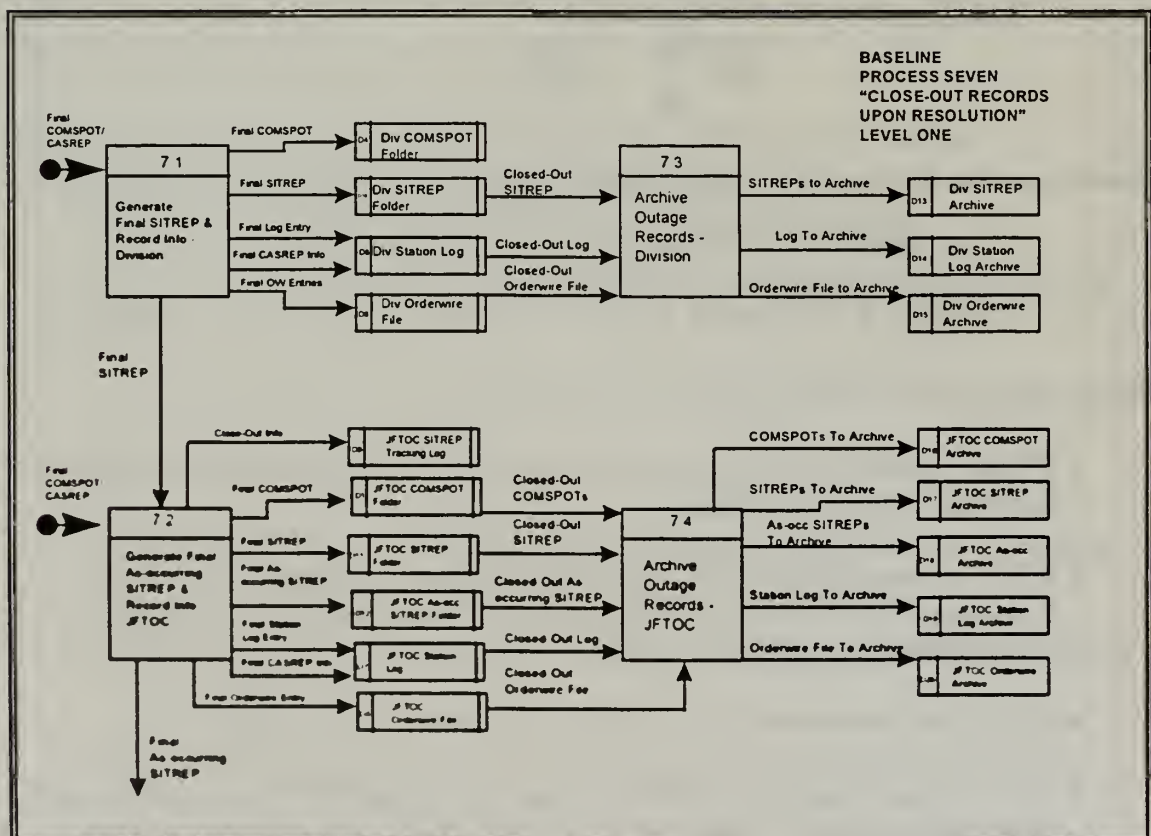 BASELINE
PROCESS SEVEN
"CLOSE-OUT RECORDS
UPON RESOLUTION"
LEVEL ONE
Final
COMSPOT/
CASREP
7 1
Generate
Final SITREP &
Record Info -
Division
Final COMSPOT
D4
Div COMSPOT
Folder
Final SITREP
Div SITREP
Folder
Final Log Entry
Final CASREP Info
Div Station Log
Final OW Entries
Div Orderwire
File
Closed-Out
SITREP
Closed-Out Log
Closed-Out
Orderwire File
7 3
Archive
Outage
Records -
Division
SITREPs to Archive
D13
Div SITREP
Archive
Log To Archive
D14
Div Station
Log Archive
Orderwire File to Archive
D15
Div Orderwire
Archive
Final
SITREP
Final
COMSPOT/
CASREP
7 2
Generate Final
As-occurring
SITREP &
Record Info
JFTOC
Close-Out Info
JFTOC SITREP
Tracking Log
Final COMSPOT
JFTOC COMSPOT
Folder
Final SITREP
JFTOC SITREP
Folder
Final As-
occurring SITREP
JFTOC As-occ
SITREP Folder
Final Station
Log Entry
Final CASREP Info
JFTOC Station
Log
Final Orderwire Entry
JFTOC
Orderwire File
Closed-Out
COMSPOTs
Closed-Out
SITREP
Closed Out As
occurring SITREP
Closed Out Log
Closed Out
Orderwire File
7 4
Archive
Outage
Records -
JFTOC
COMSPOTs To Archive
JFTOC COMSPOT
Archive
SITREPs To Archive
D17
JFTOC SITREP
Archive
As-occ SITREPs
To Archive
JFTOC As-occ
Archive
Station Log To Archive
JFTOC Station
Log Archive
Orderwire File To Archive
JFTOC Orderwire
Archive
Final
As-occurring
SITREP